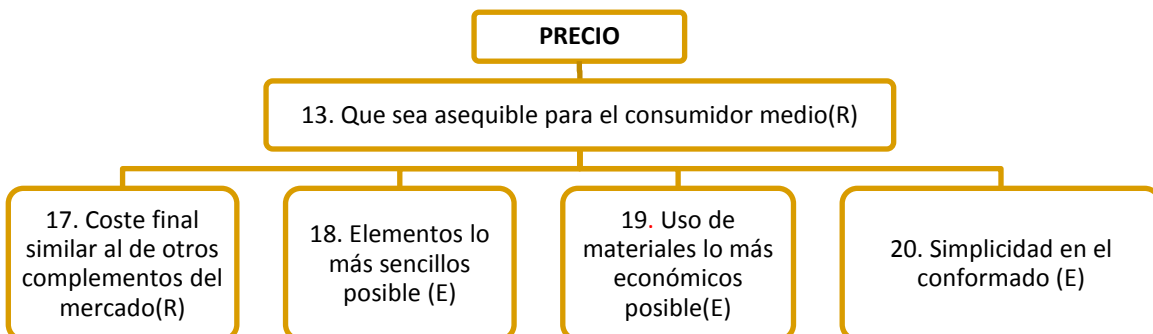 PRECIO
13. Que sea asequible para el consumidor medio(R)
17. Coste final
similar al de otros
complementos del
mercado(R)
18. Elementos lo
más sencillos
posible (E)
19. Uso de
materiales lo más
económicos
posible(E)
20. Simplicidad en el
conformado (E)